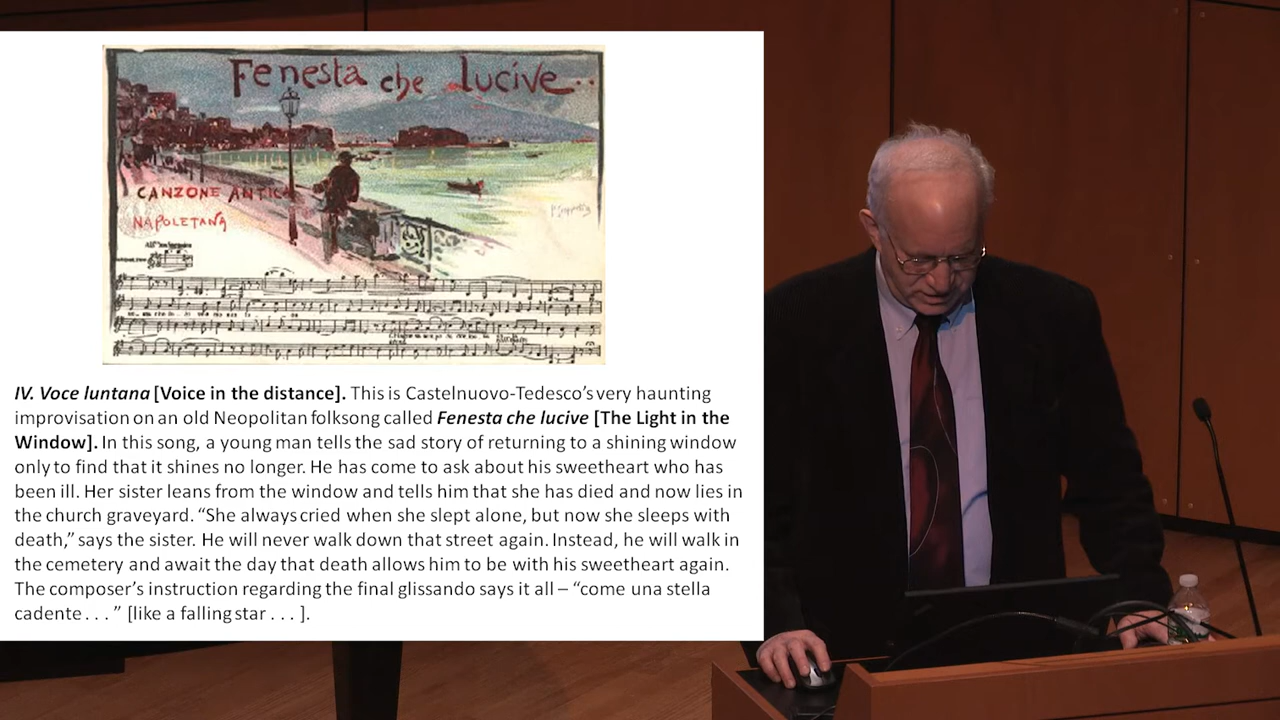 Fenesta che lucive..
CANZONE ANTICA
NAPOLETANA
IV. Voce luntana [Voice in the distance]. This is Castelnuovo-Tedesco’s very haunting
improvisation on an old Neopolitan folksong called Fenesta che lucive [The Light in the
Window]. In this song, a young man tells the sad story of returning to a shining window
only to find that it shines no longer. He has come to ask about his sweetheart who has
been ill. Her sister leans from the window and tells him that she has died and now lies in
the church graveyard. “She always cried when she slept alone, but now she sleeps with
death,” says the sister. He will never walk down that street again. Instead, he will walk in
the cemetery and await the day that death allows him to be with his sweetheart again.
The composer’s instruction regarding the final glissando says it all – “come una stella
cadente . . . ” [like a falling star . . . ].